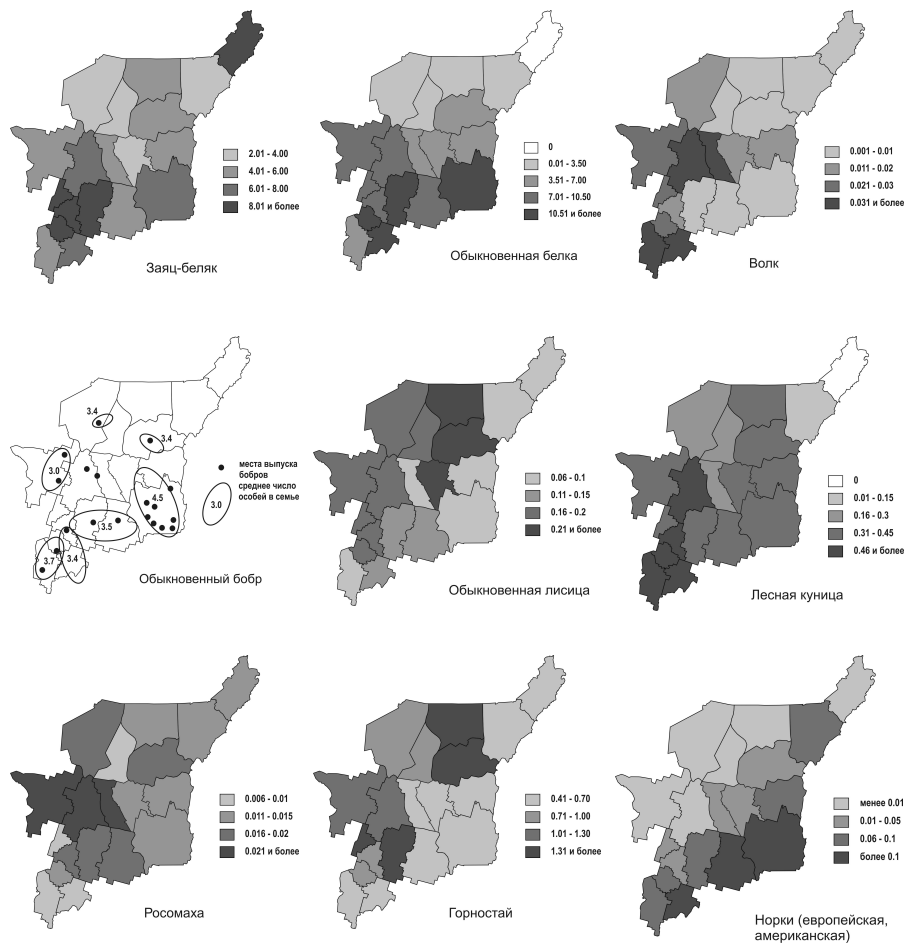 2.01 - 4.00
4.01 - 6.00
6.01 - 8.00
8.01 и более
Заяц-беляк
0
0.01 - 3.50
3.51 - 7.00
7.01 - 10.50
10.51 и более
Обыкновенная белка
0.001 - 0.01
0.011 - 0.02
0.021 - 0.03
0.031 и более
Волк
3.4
3.4
3.0
4.5
3.5
3.7
3.4
места выпуска
бобров
среднее число
особей в семье
3.0
Обыкновенный бобр
0.06 - 0.1
0.11 - 0.15
0.16 - 0.2
0.21 и более
Обыкновенная лисица
0
0.01 - 0.15
0.16 - 0.3
0.31 - 0.45
0.46 и более
Лесная куница
0.006 - 0.01
0.011 - 0.015
0.016 - 0.02
0.021 и более
Росомаха
0.41 - 0.70
0.71 - 1.00
1.01 - 1.30
1.31 и более
Горностай
менее 0.01
0.01 - 0.05
0.06 - 0.1
более 0.1
Норки (европейская,
американская)